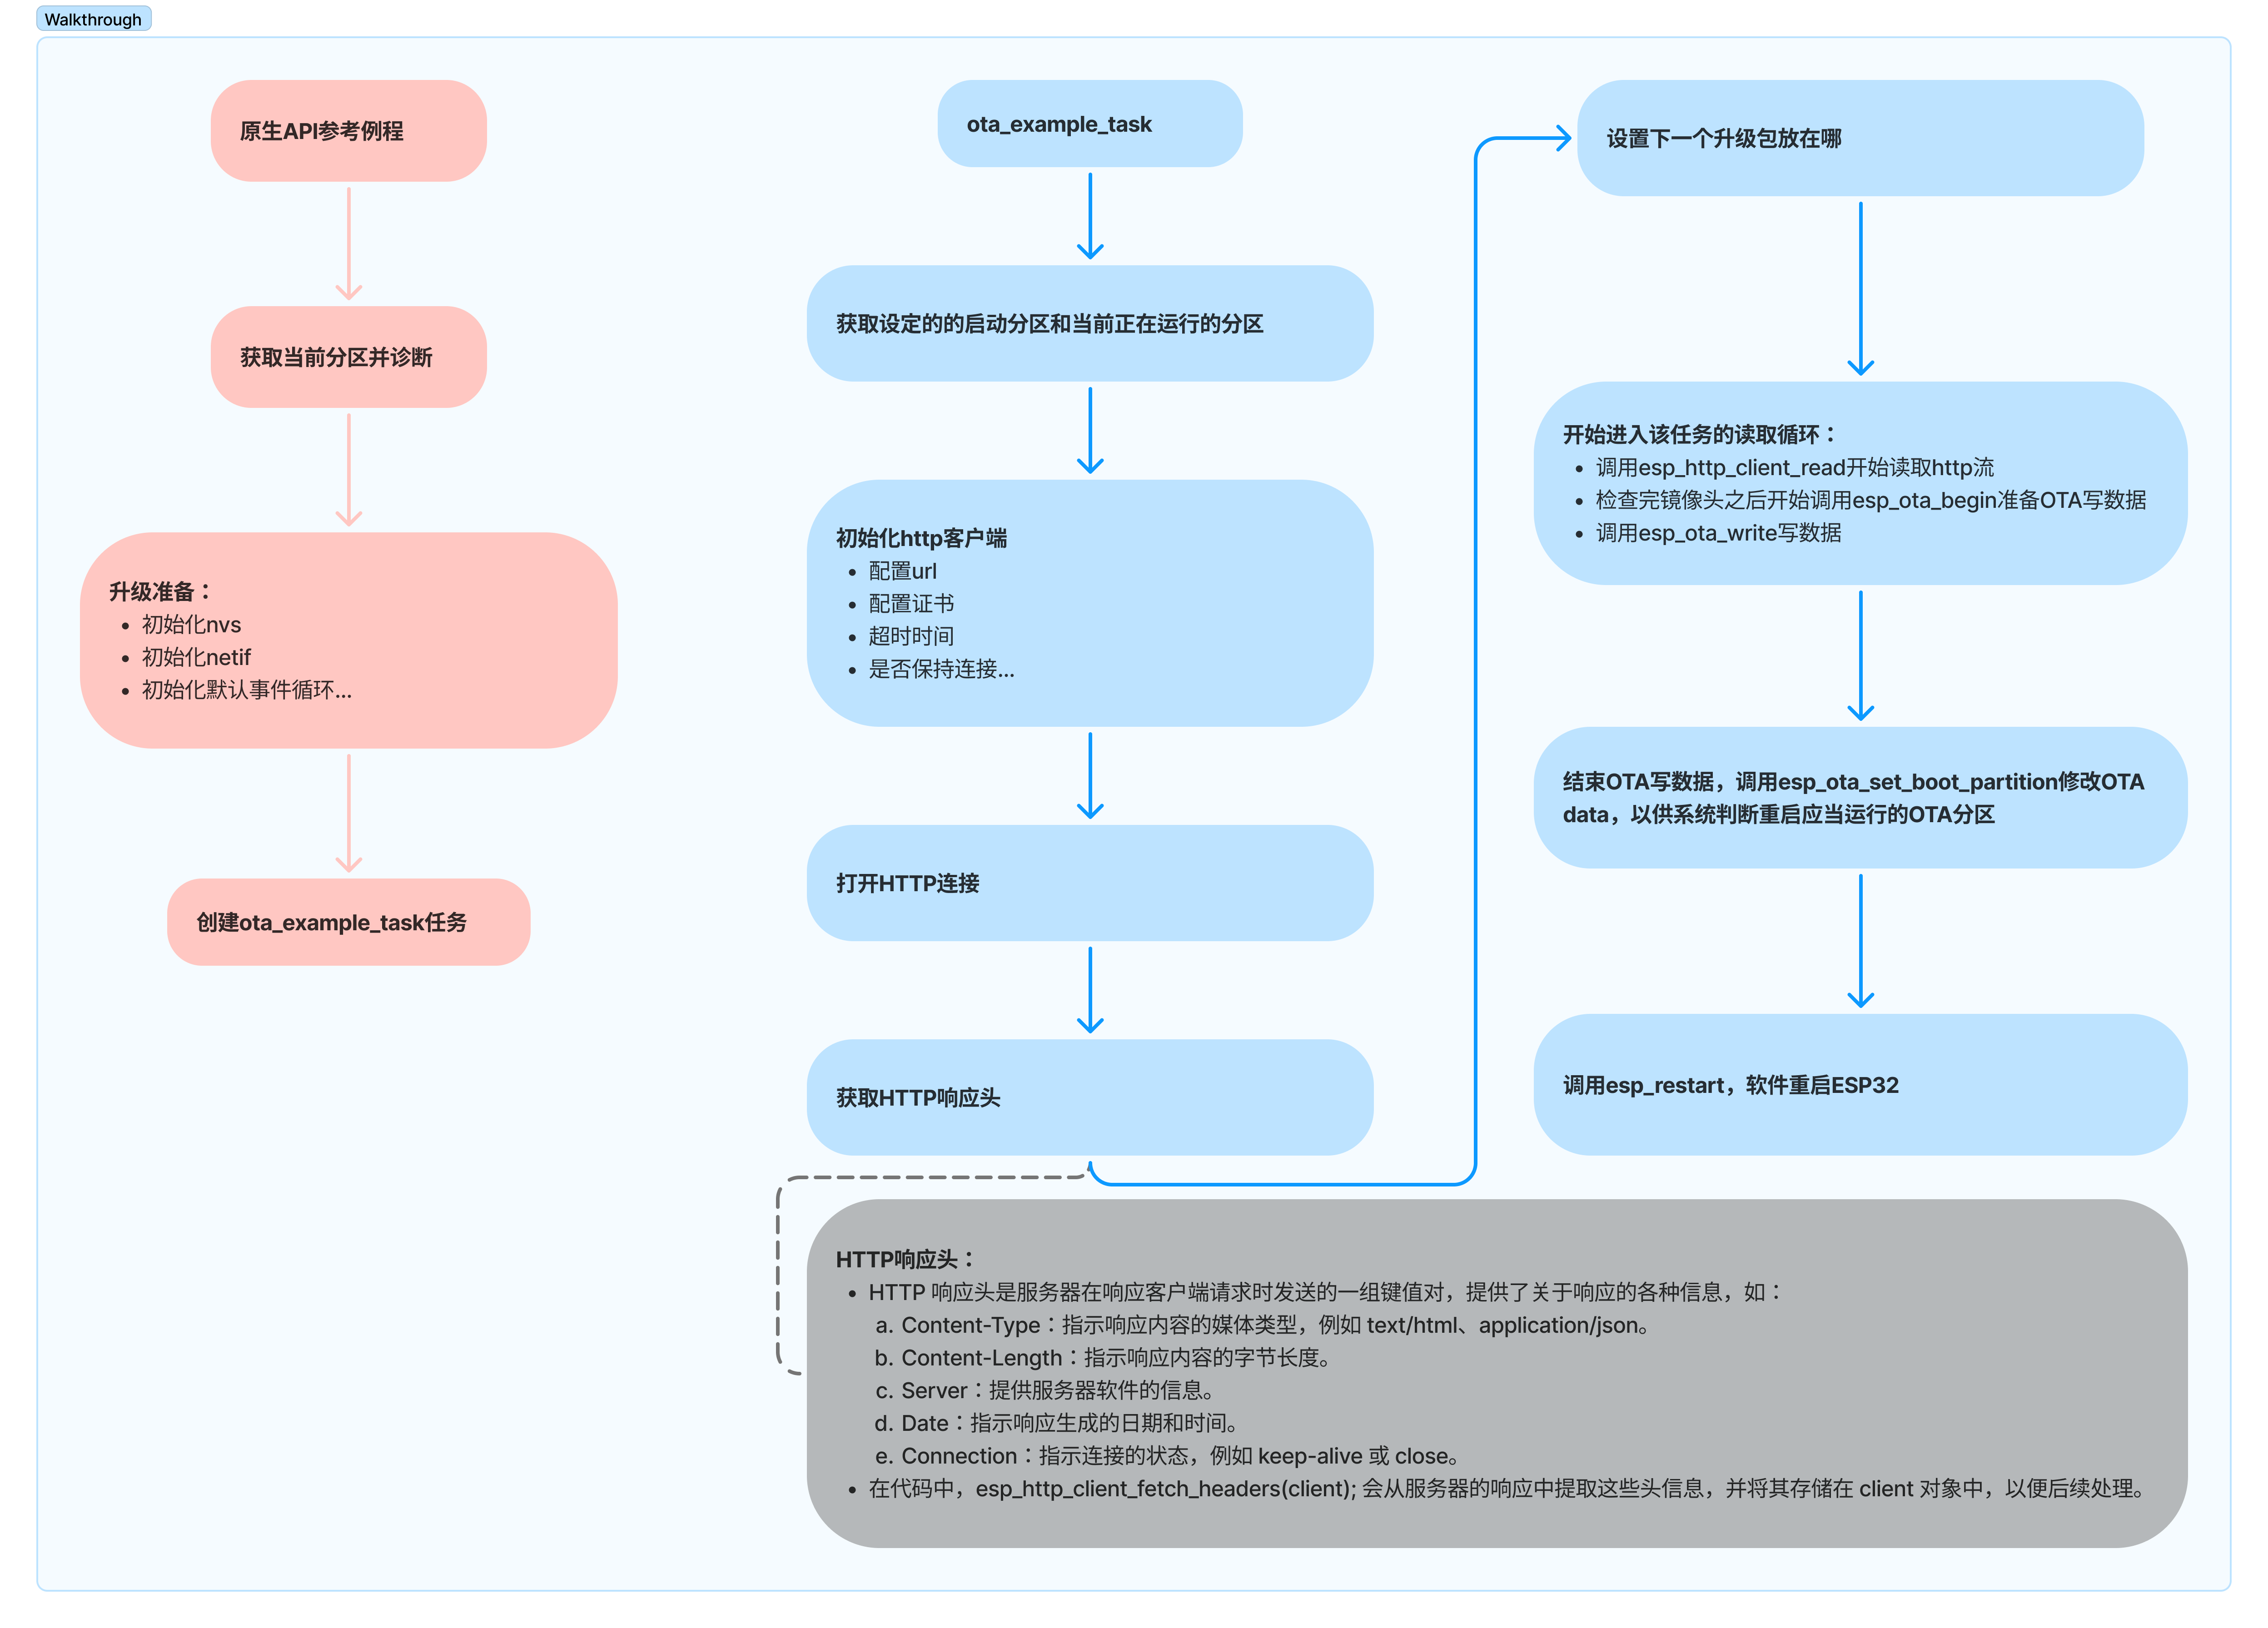 Walkthrough
原生API参考例程
获取当前分区并诊断
升级准备：
• 初始化nvs
• 初始化netif
• 初始化默认事件循环...
创建ota_example_task任务
ota_example_task
获取设定的的启动分区和当前正在运行的分区
初始化http客户端
• 配置url
• 配置证书
• 超时时间
• 是否保持连接...
打开HTTP连接
获取HTTP响应头
设置下一个升级包放在哪
开始进入该任务的读取循环：
• 调用esp_http_client_read开始读取http流
• 检查完镜像头之后开始调用esp_ota_begin准备OTA写数据
• 调用esp_ota_write写数据
结束OTA写数据，调用esp_ota_set_boot_partition修改OTA
data，以供系统判断重启应当运行的OTA分区
调用esp_restart，软件重启ESP32
HTTP响应头：
• HTTP 响应头是服务器在响应客户端请求时发送的一组键值对，提供了关于响应的各种信息，如：
a. Content-Type：指示响应内容的媒体类型，例如 text/html、application/json。
b. Content-Length：指示响应内容的字节长度。
c. Server：提供服务器软件的信息。
d. Date：指示响应生成的日期和时间。
e. Connection：指示连接的状态，例如 keep-alive 或 close。
• 在代码中，esp_http_client_fetch_headers(client); 会从服务器的响应中提取这些头信息，并将其存储在 client 对象中，以便后续处理。